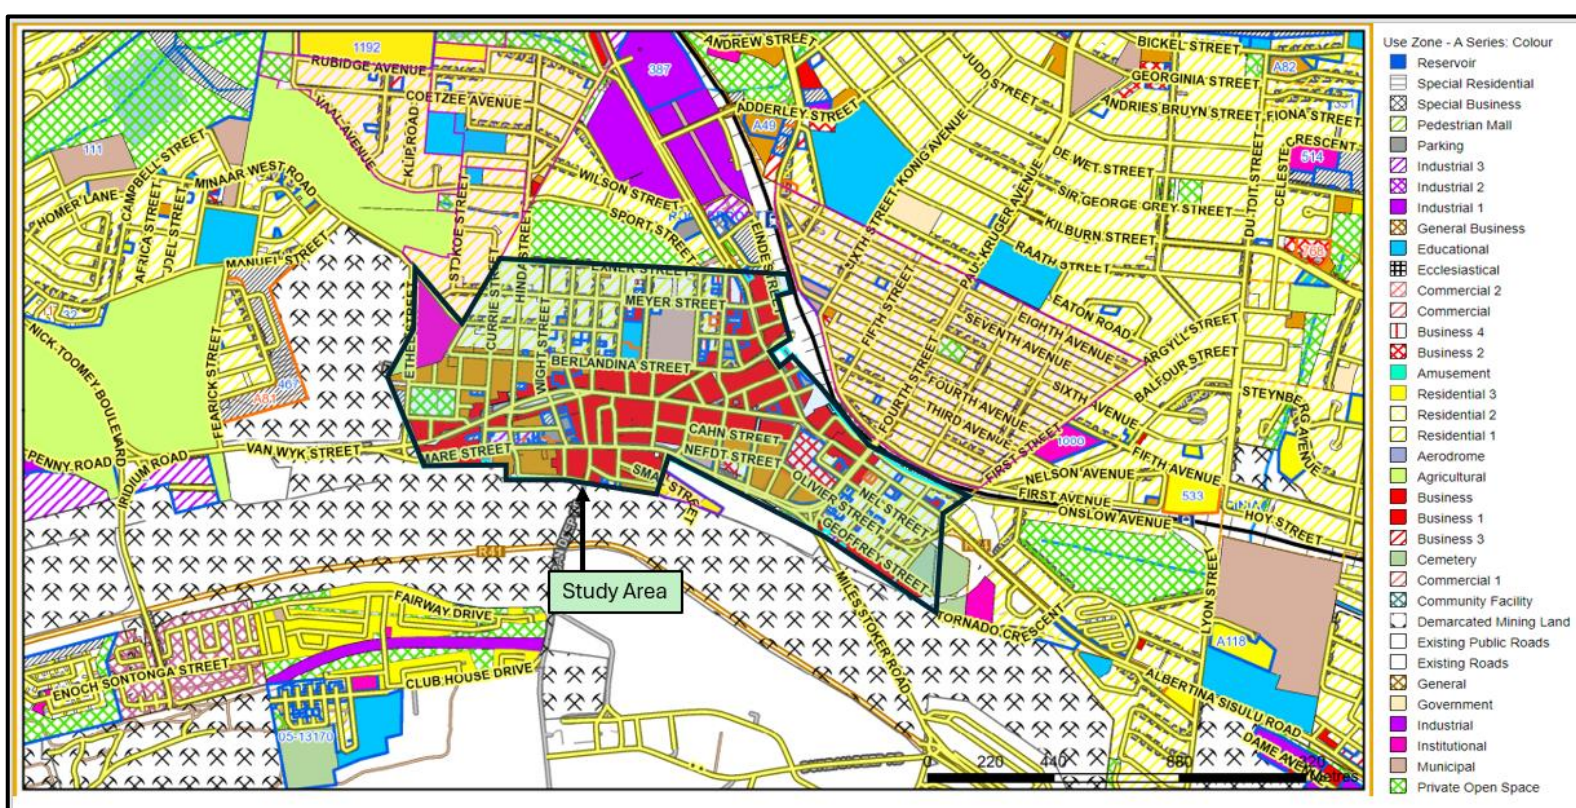 1192
RUBIDGE AVENUE
COETZEE AVENUE
VAAL AVENUE
KLIP ROAD
111
CAMPBELL STREET
MINAAR WEST ROAD
HOMER LANE
AFRICA STREET
JOEL STREET
MANUEL STREET
STOKOE STREET
WILSON STREET
SPORT STREET
387
ANDREW STREET
ADDERLEY STREET
A49
JUDD STREET
BICKEL STREET
A82
GEORGINIA STREET
ANDRIES BRUYN STREET
FIONA STREET
331
CRESCENT
514
DE WET STREET
SIR GEORGE GREY STREET
KONIG AVENUE
SIXTH STREET
PAUL KRUGER AVENUE
KILBURN STREET
RAATH STREET
DU TOIT STREET
CELESTE
166
EATON ROAD
EINDE STREET
EXNER STREET
MEYER STREET
CURRIE STREET
HINDA STREET
ETHEL STREET
WIGHT STREET
BERLANDINA STREET
FIFTH STREET
FOURTH STREET
EIGHTH AVENUE
SEVENTH AVENUE
SIXTH AVENUE
FOURTH AVENUE
THIRD AVENUE
ARGYLL STREET
BALFOUR STREET
STEYNBERG AVENUE
NICK TOOMEY BOULEVARD
FEARICK STREET
467
A81
32
CAHN STREET
NEFDT STREET
MARE STREET
VAN WYK STREET
PENNY ROAD
IRIDIUM ROAD
FIRST STREET
1000
FIFTH AVENUE
NELSON AVENUE
FIRST AVENUE
ONSLOW AVENUE
533
HOY STREET
OLIVIER STREET
NEL STREET
GEOFFREY STREET
R41
Study Area
FAIRWAY DRIVE
ENOCH SONTONGA STREET
CLUB HOUSE DRIVE
05-13170
MILES STOKER ROAD
TORNADO CRESCENT
LYON STREET
A118
ALBERTINA SISULU ROAD
0 220 440 880
Metres
Use Zone - A Series: Colour
Reservoir
Special Residential
Special Business
Pedestrian Mall
Parking
Industrial 3
Industrial 2
Industrial 1
General Business
Educational
Ecclesiastical
Commercial 2
Commercial
Business 4
Business 2
Amusement
Residential 3
Residential 2
Residential 1
Aerodrome
Agricultural
Business
Business 1
Business 3
Cemetery
Commercial 1
Community Facility
Demarcated Mining Land
Existing Public Roads
Existing Roads
General
Government
Industrial
Institutional
Municipal
Private Open Space